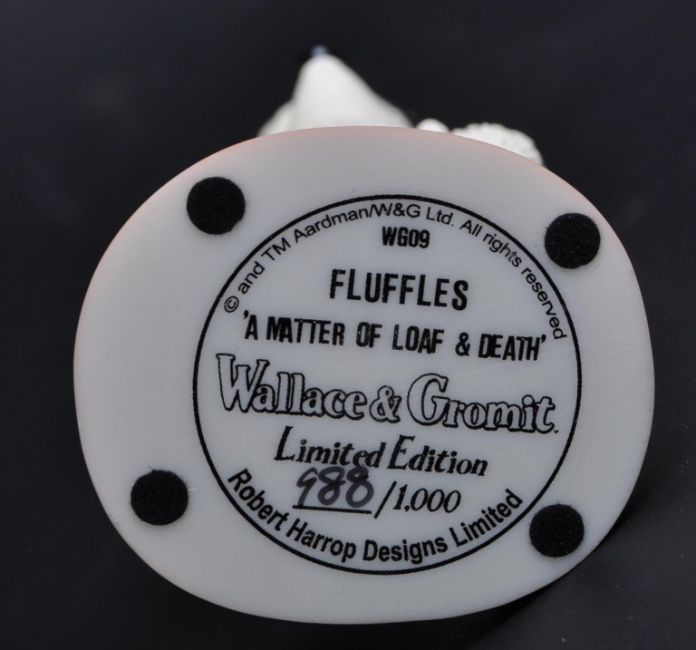 © and TM Aardman/W&G Ltd. All rights reserved
WG09
FLUFFLES
'A MATTER OF LOAF & DEATH'
Wallace & Gromit
Limited Edition
988/1,000
Robert Harrop Designs Limited